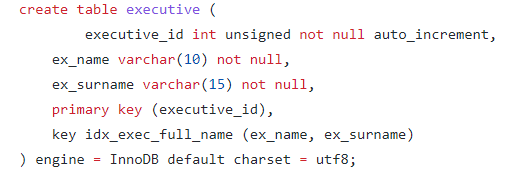 create table executive (
executive_id int unsigned not null auto_increment,
ex_name varchar(10) not null,
ex_surname varchar(15) not null,
primary key (executive_id),
key idx_exec_full_name (ex_name, ex_surname)
) engine = InnoDB default charset = utf8;